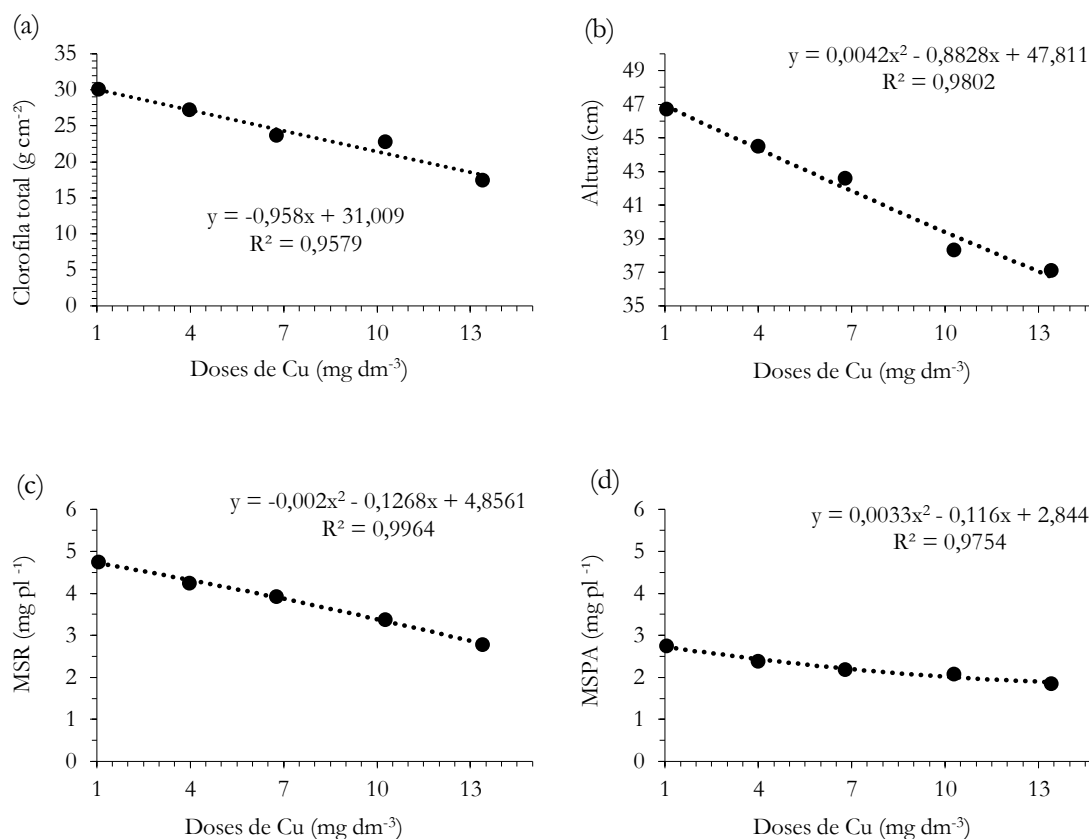 (a)
y = -0,958x + 31,009
R² = 0,9579
Clorofila total (g cm⁻²)
35
30
25
20
15
10
5
0
1 4 7 10 13
Doses de Cu (mg dm⁻³)
(b)
y = 0,0042x² - 0,8828x + 47,811
R² = 0,9802
Altura (cm)
49
47
45
43
41
39
37
35
1 4 7 10 13
Doses de Cu (mg dm⁻³)
(c)
y = -0,002x² - 0,1268x + 4,8561
R² = 0,9964
MSR (mg pl ⁻¹)
6
5
4
3
2
1
0
1 4 7 10 13
Doses de Cu (mg dm⁻³)
(d)
y = 0,0033x² - 0,116x + 2,844
R² = 0,9754
MSPA (mg pl ⁻¹)
6
5
4
3
2
1
0
1 4 7 10 13
Doses de Cu (mg dm⁻³)